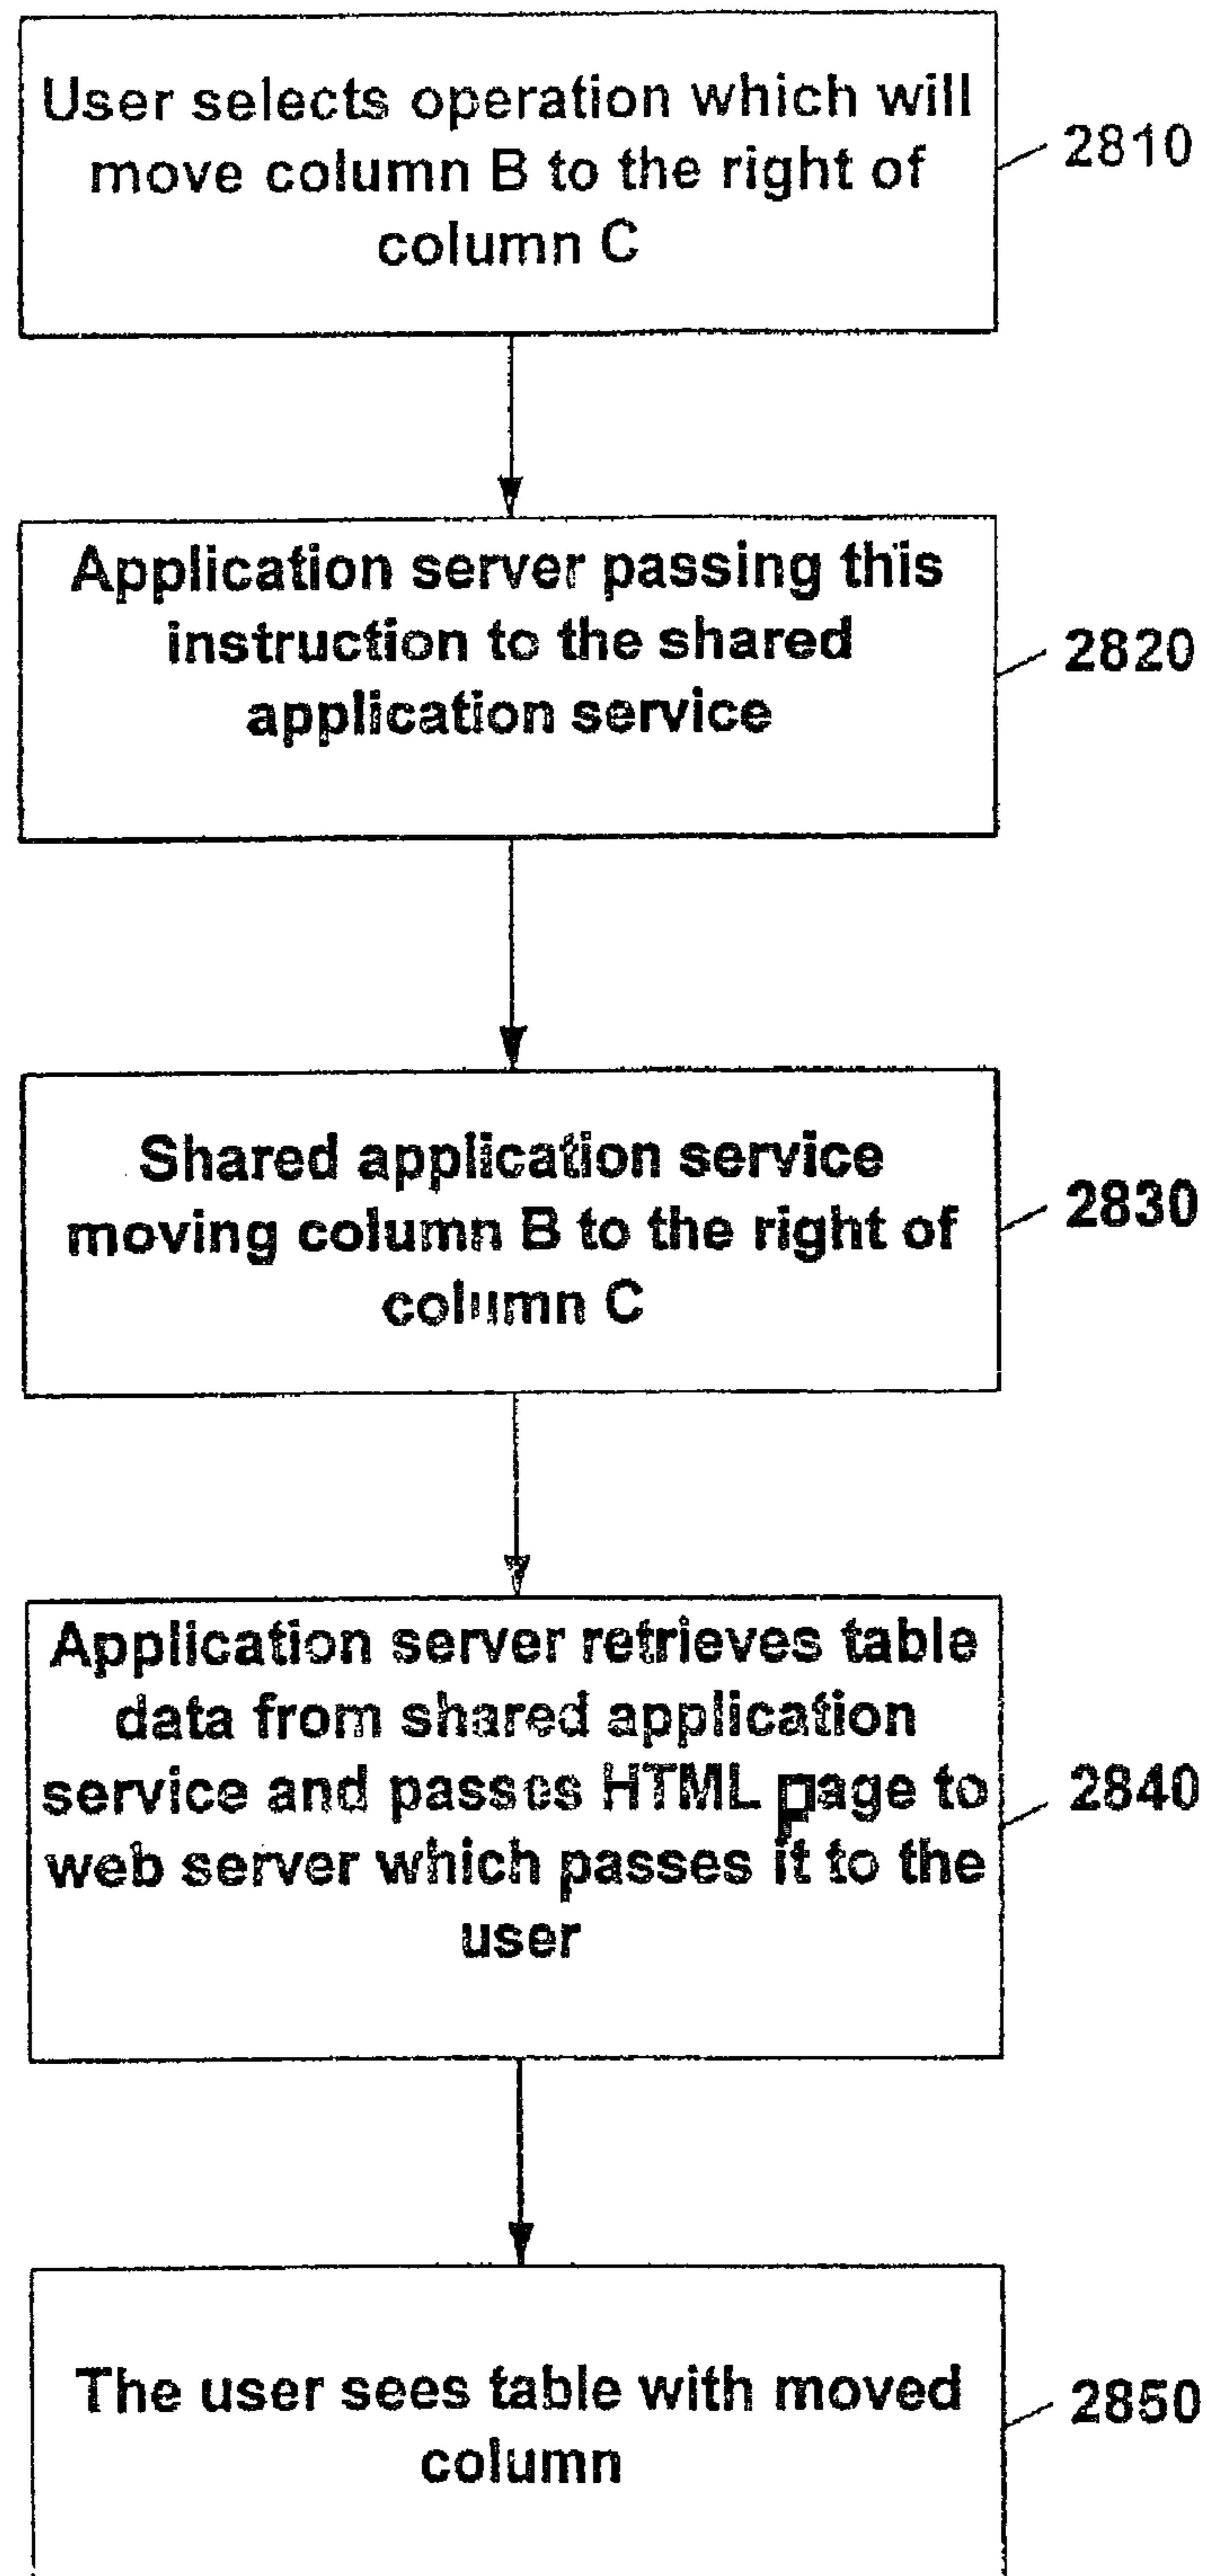 User selects operation which will
move column B to the right of
column C
2810
Application server passing this
instruction to the shared
application service
2820
Shared application service
moving column B to the right of
column C
2830
Application server retrieves table
data from shared application
service and passes HTML page to
web server which passes it to the
user
2840
The user sees table with moved
column
2850